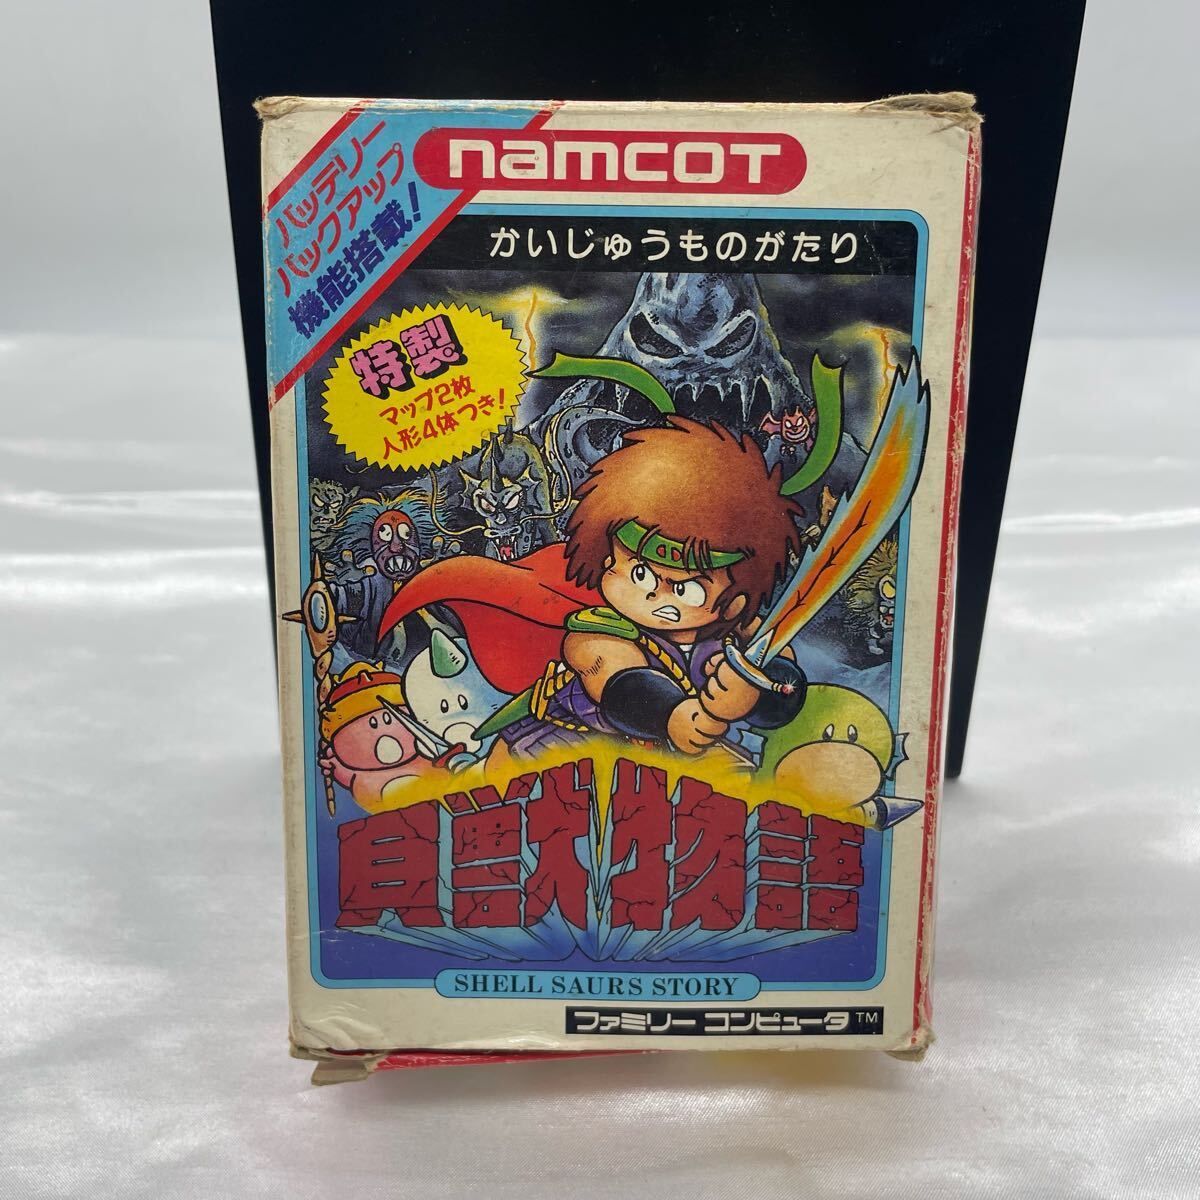 バッテリー
バックアップ
機能搭載!
namcot
かいじゅうものがたり
特製
マップ2枚
人形4体つき!
貝獣物語
SHELL SAURS STORY
ファミリー コンピュータ™